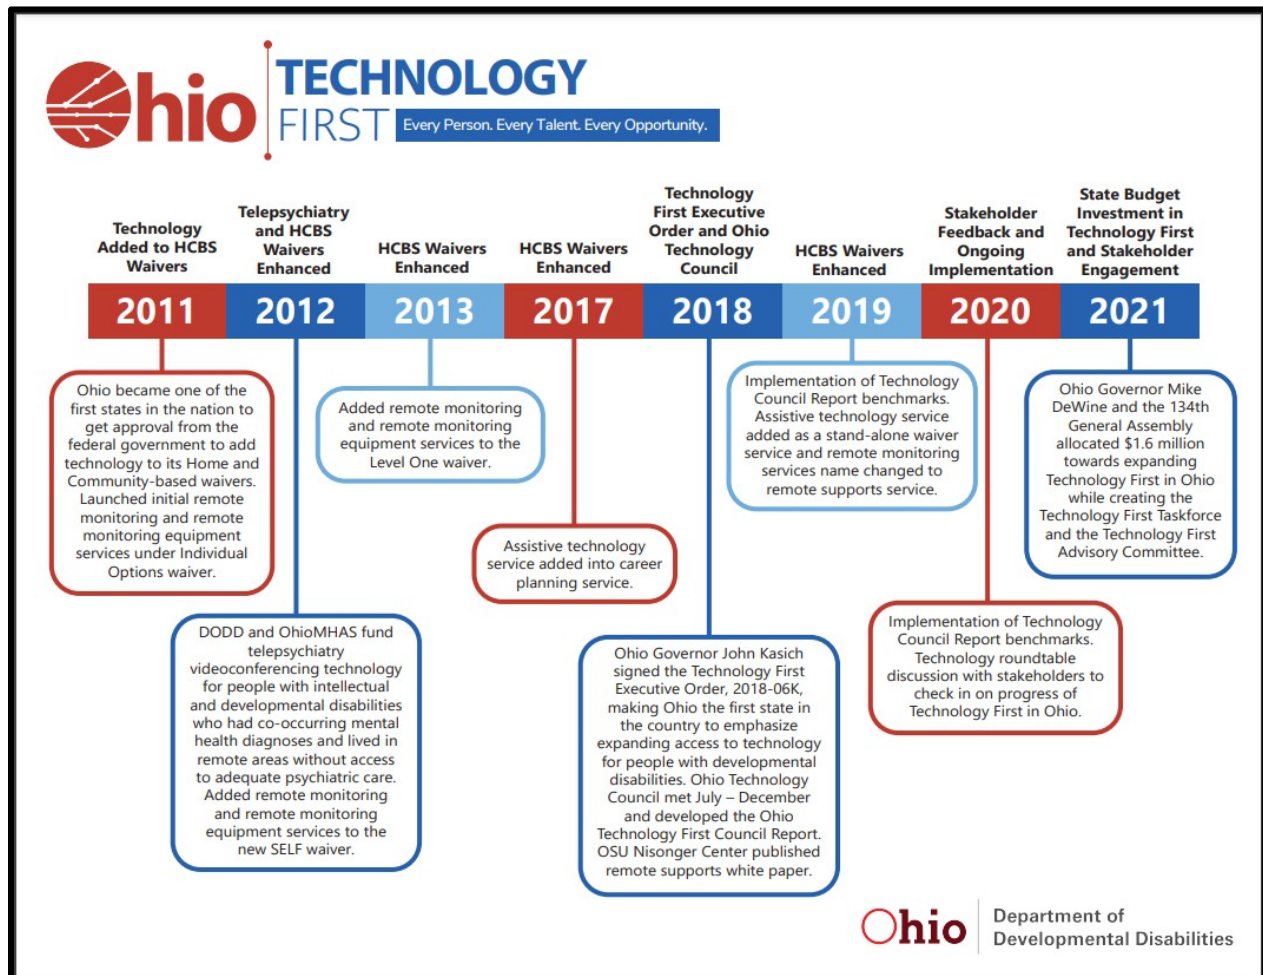 Ohio
TECHNOLOGY
FIRST
Every Person. Every Talent. Every Opportunity.
Technology
Added to HCBS
Waivers
2011
Ohio became one of the
first states in the nation to
get approval from the
federal government to add
technology to its Home and
Community-based waivers.
Launched initial remote
monitoring and remote
monitoring equipment
services under Individual
Options waiver.
Telepsychiatry
and HCBS
Waivers
Enhanced
2012
DODD and OhioMHAS fund
telepsychiatry
videoconferencing technology
for people with intellectual
and developmental disabilities
who had co-occurring mental
health diagnoses and lived in
remote areas without access
to adequate psychiatric care.
Added remote monitoring
and remote monitoring
equipment services to the
new SELF waiver.
HCBS Waivers
Enhanced
2013
Added remote monitoring
and remote monitoring
equipment services to the
Level One waiver.
HCBS Waivers
Enhanced
2017
Assistive technology
service added into career
planning service.
Technology
First Executive
Order and Ohio
Technology
Council
2018
Ohio Governor John Kasich
signed the Technology First
Executive Order, 2018-06K,
making Ohio the first state in
the country to emphasize
expanding access to technology
for people with developmental
disabilities. Ohio Technology
Council met July – December
and developed the Ohio
Technology First Council Report.
OSU Nisonger Center published
remote supports white paper.
HCBS Waivers
Enhanced
2019
Implementation of Technology
Council Report benchmarks.
Assistive technology service
added as a stand-alone waiver
service and remote monitoring
services name changed to
remote supports service.
Stakeholder
Feedback and
Ongoing
Implementation
2020
Implementation of Technology
Council Report benchmarks.
Technology roundtable
discussion with stakeholders to
check in on progress of
Technology First in Ohio.
State Budget
Investment in
Technology First
and Stakeholder
Engagement
2021
Ohio Governor Mike
DeWine and the 134th
General Assembly
allocated $1.6 million
towards expanding
Technology First in Ohio
while creating the
Technology First Taskforce
and the Technology First
Advisory Committee.
Ohio
Department of
Developmental Disabilities